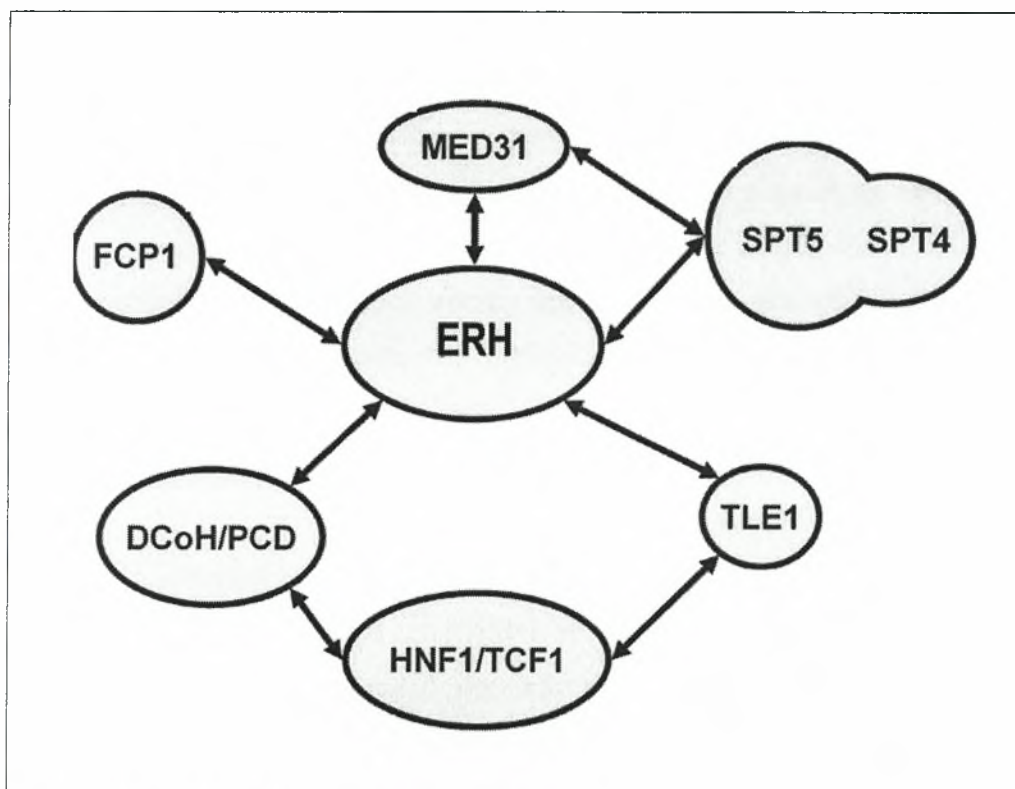 MED31
SPT5 SPT4
FCP1
ERH
DCoH/PCD
TLE1
HNF1/TCF1